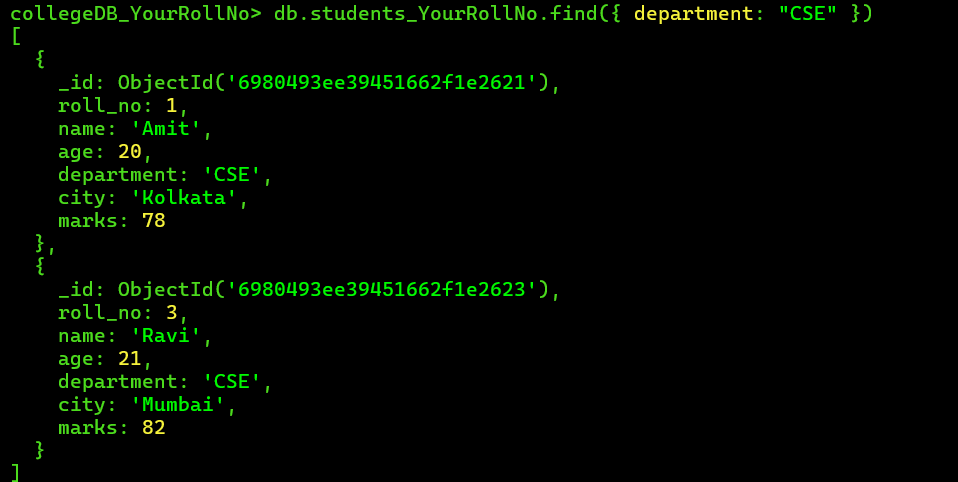 collegeDB_YourRollNo> db.students_YourRollNo.find({ department: "CSE" })
[
  {
    _id: ObjectId('6980493ee39451662f1e2621'),
    roll_no: 1,
    name: 'Amit',
    age: 20,
    department: 'CSE',
    city: 'Kolkata',
    marks: 78
  },
  {
    _id: ObjectId('6980493ee39451662f1e2623'),
    roll_no: 3,
    name: 'Ravi',
    age: 21,
    department: 'CSE',
    city: 'Mumbai',
    marks: 82
  }
]